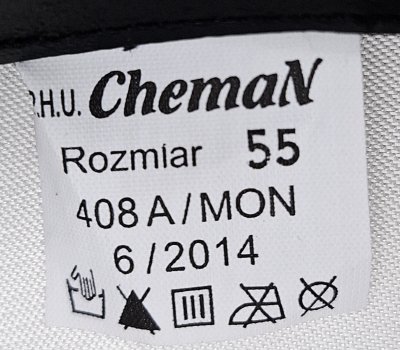 P.H.U. ChemaN
Rozmiar 55
408 A / MON
6 / 2014